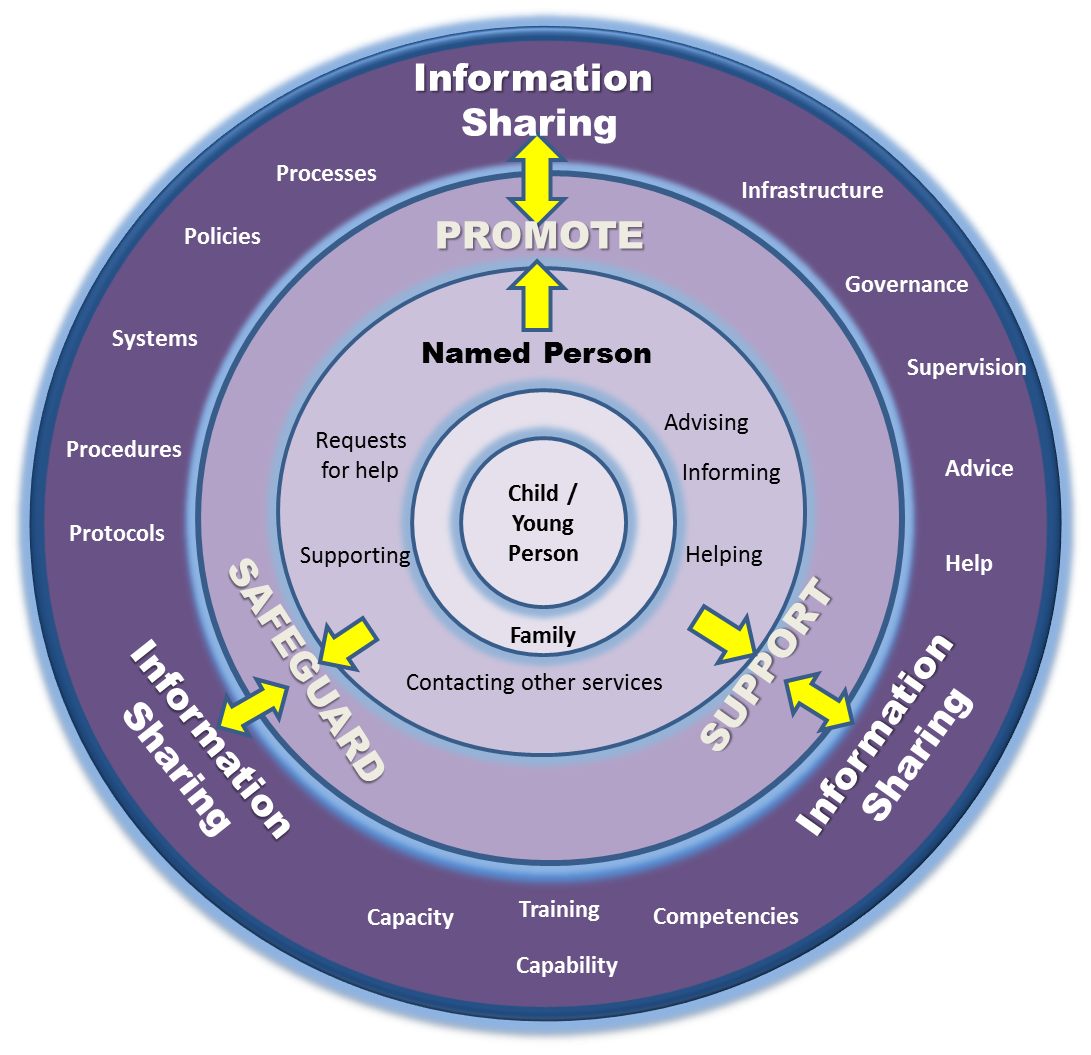 Information
Sharing
Processes
Infrastructure
Policies
PROMOTE
Governance
Systems
Named Person
Supervision
Advising
Requests
for help
Procedures
Informing
Advice
Child /
Young
Person
Protocols
Supporting
Helping
Help
SAFEGUARD
SUPPORT
Family
Contacting other services
Information
Sharing
Information
Sharing
Capacity
Training
Competencies
Capability